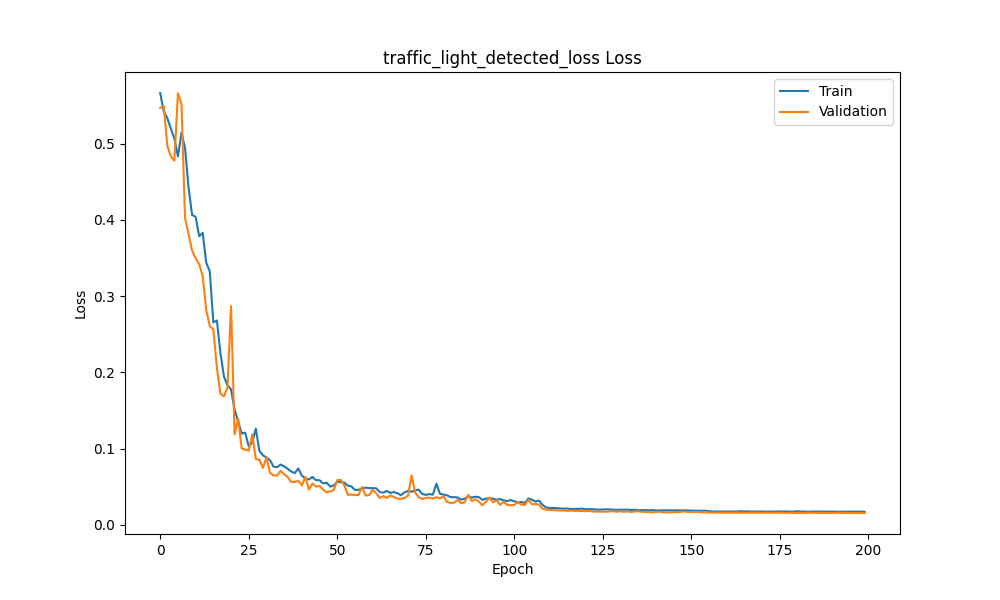 traffic_light_detected_loss Loss
Train
Validation
Loss
0.5
0.4
0.3
0.2
0.1
0.0
0 25 50 75 100 125 150 175 200
Epoch